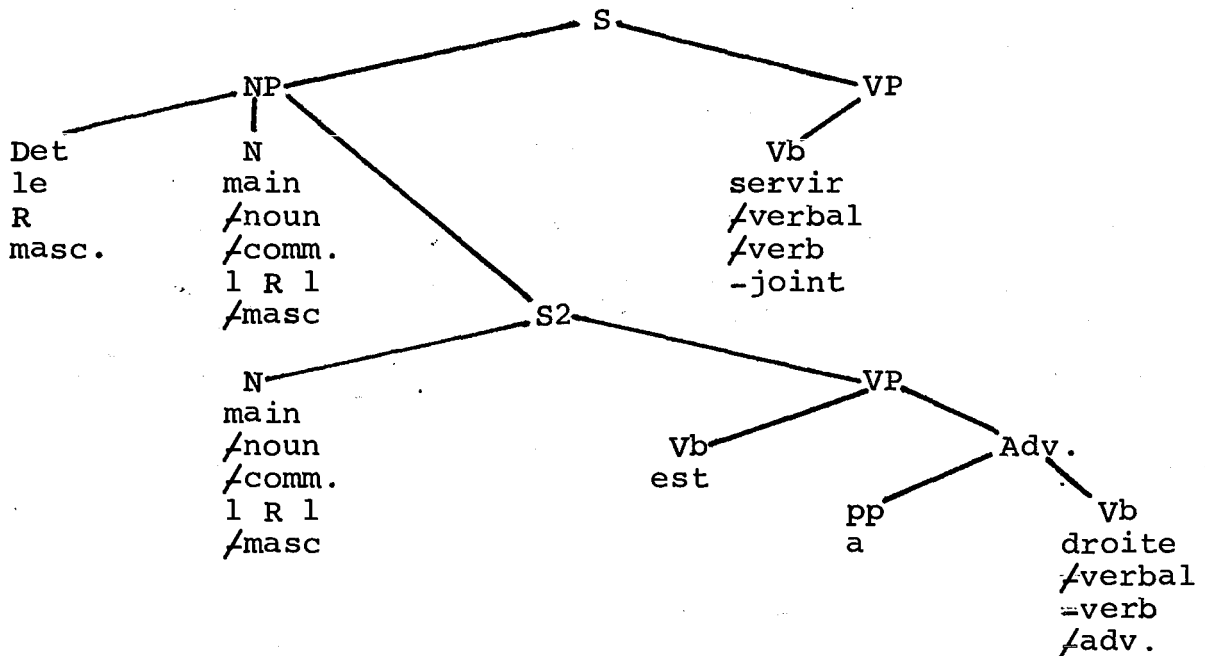 S
NP VP
Det N Vb
le main servir
R +noun +verbal
masc. +comm. +verb
1 R 1 -joint
+masc S2
N VP
main
+noun Vb Adv.
+comm. est
1 R 1 pp Vb
+masc a droite
+verbal
=verb
+adv.